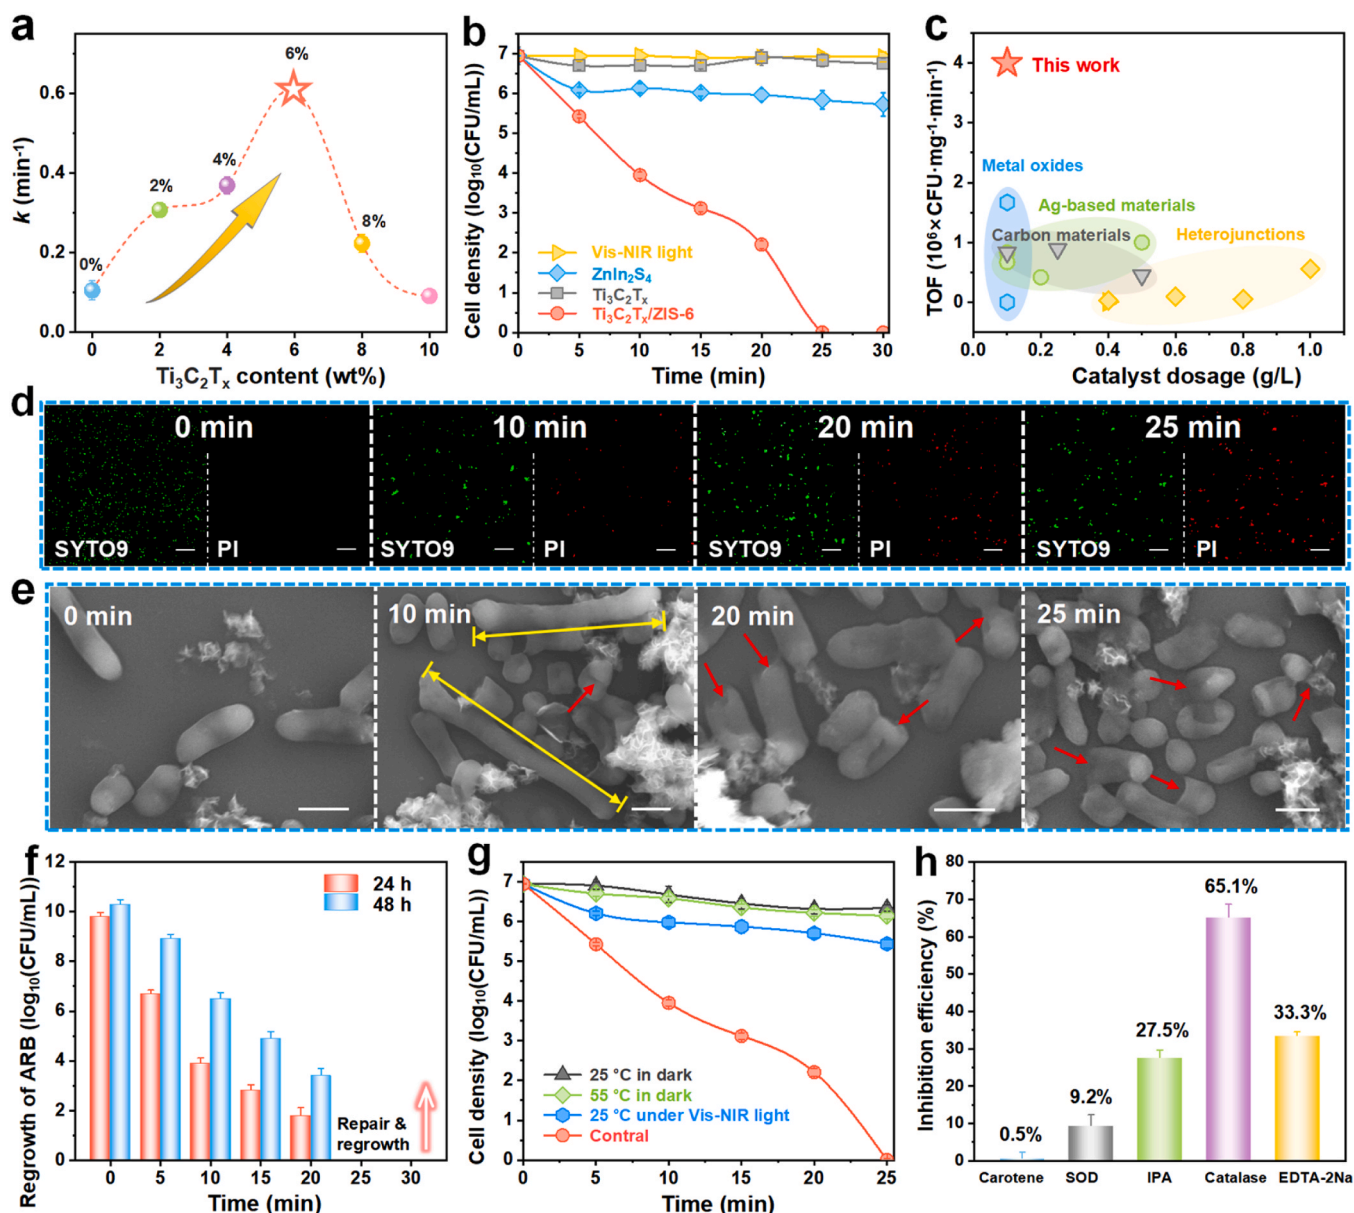 a
k (min⁻¹)
0.6
0.4
0.2
0.0
0%
2%
4%
6%
8%
0 2 4 6 8 10
Ti₃C₂Tₓ content (wt%)
b
Cell density (log₁₀(CFU/mL))
7
6
5
4
3
2
1
0
Vis-NIR light
ZnIn₂S₄
Ti₃C₂Tₓ
Ti₃C₂Tₓ/ZIS-6
0 5 10 15 20 25 30
Time (min)
c
TOF (10⁶×CFU·mg⁻¹·min⁻¹)
4
3
2
1
0
This work
Metal oxides
Ag-based materials
Carbon materials
Heterojunctions
0.0 0.2 0.4 0.6 0.8 1.0
Catalyst dosage (g/L)
d
0 min
SYTO9 PI
10 min
SYTO9 PI
20 min
SYTO9 PI
25 min
SYTO9 PI
e
0 min
10 min
20 min
25 min
f
Regrowth of ARB (log₁₀(CFU/mL))
12
10
8
6
4
2
0
24 h
48 h
Repair &
regrowth
0 5 10 15 20 25 30
Time (min)
g
Cell density (log₁₀(CFU/mL))
7
6
5
4
3
2
1
0
25 °C in dark
55 °C in dark
25 °C under Vis-NIR light
Contral
0 5 10 15 20 25
Time (min)
h
Inhibition efficiency (%)
80
70
60
50
40
30
20
10
0
0.5%
9.2%
27.5%
65.1%
33.3%
Carotene SOD IPA Catalase EDTA-2Na